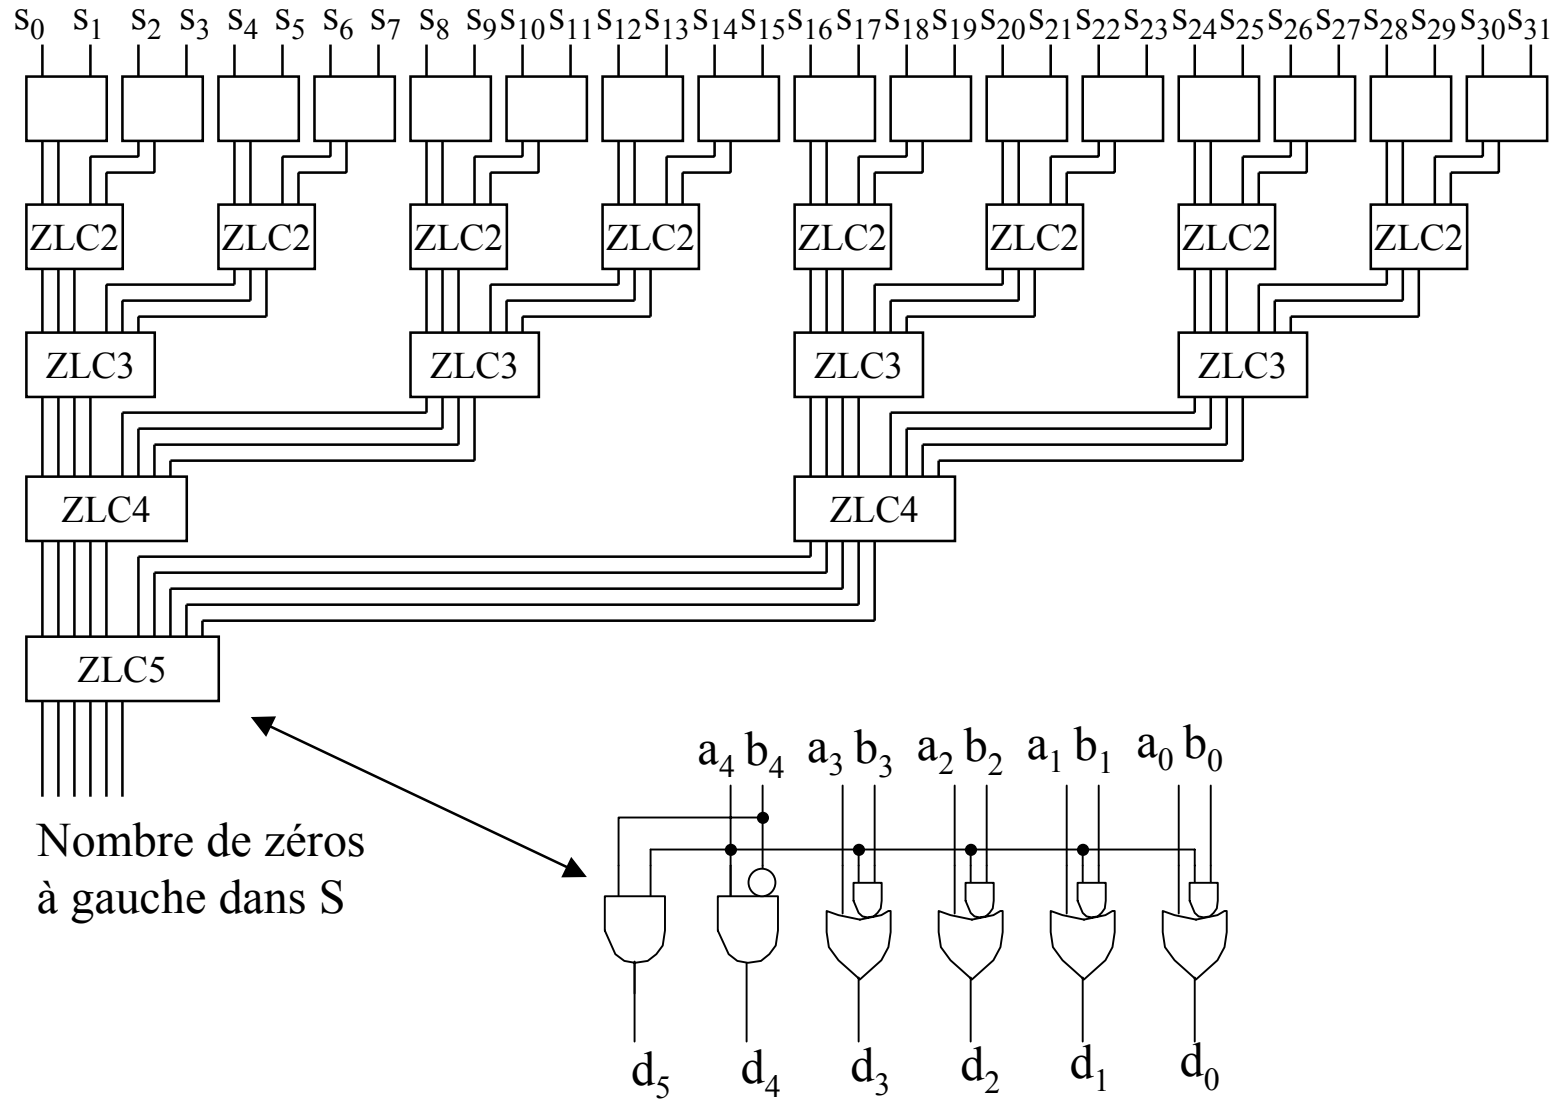 s0 s1 s2 s3 s4 s5 s6 s7 s8 s9 s10 s11 s12 s13 s14 s15 s16 s17 s18 s19 s20 s21 s22 s23 s24 s25 s26 s27 s28 s29 s30 s31
ZLC2 ZLC2 ZLC2 ZLC2 ZLC2 ZLC2 ZLC2 ZLC2
ZLC3 ZLC3 ZLC3 ZLC3
ZLC4 ZLC4
ZLC5
a4 b4 a3 b3 a2 b2 a1 b1 a0 b0
Nombre de zéros
à gauche dans S
d5 d4 d3 d2 d1 d0